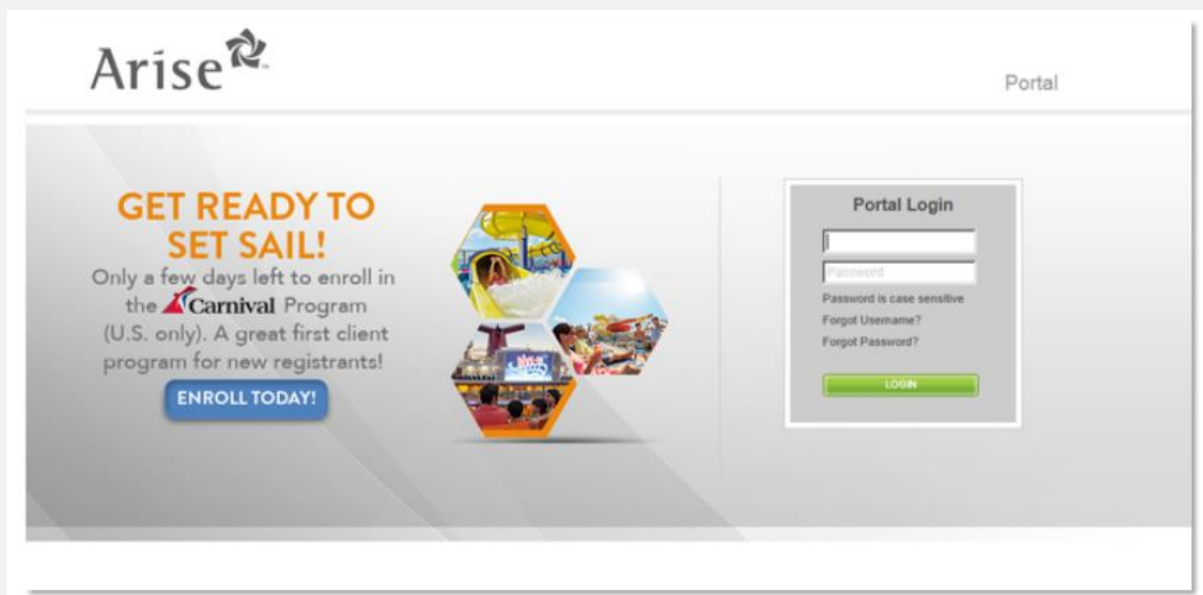 Arise
Portal
GET READY TO
SET SAIL!
Only a few days left to enroll in
the Carnival Program
(U.S. only). A great first client
program for new registrants!
ENROLL TODAY!
Portal Login
Password
Password is case sensitive
Forgot Username?
Forgot Password?
LOGIN